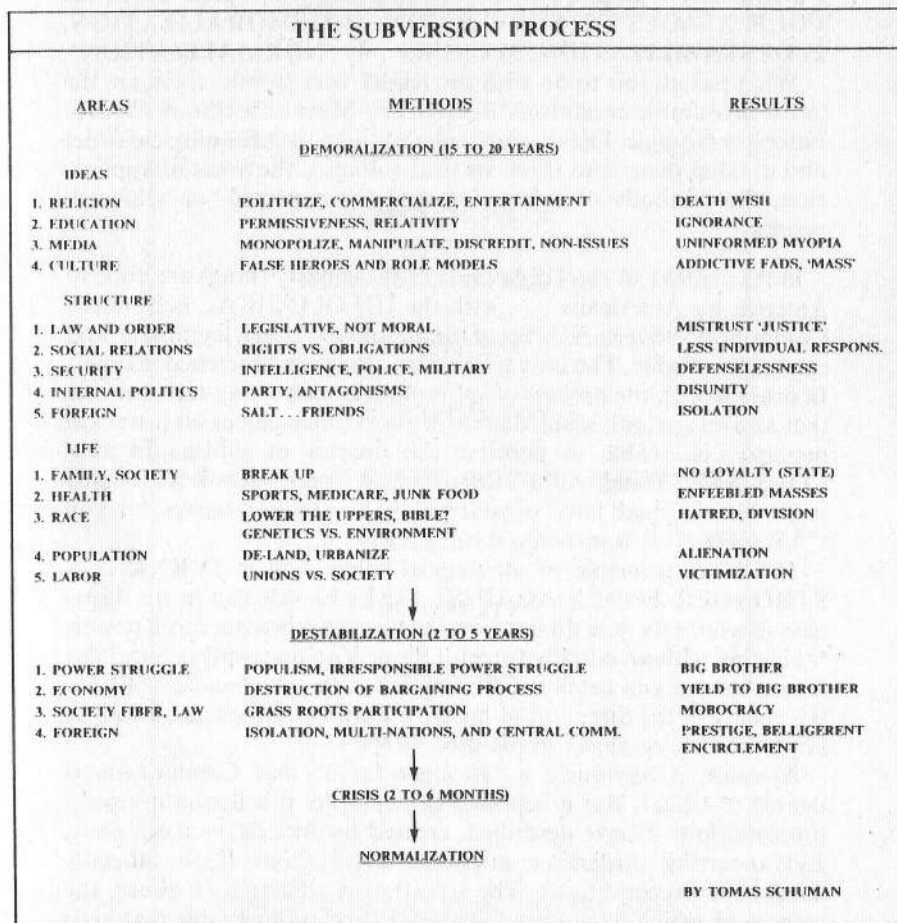 THE SUBVERSION PROCESS
AREAS METHODS RESULTS
DEMORALIZATION (15 TO 20 YEARS)
IDEAS
1. RELIGION POLITICIZE, COMMERCIALIZE, ENTERTAINMENT DEATH WISH
2. EDUCATION PERMISSIVENESS, RELATIVITY IGNORANCE
3. MEDIA MONOPOLIZE, MANIPULATE, DISCREDIT, NON-ISSUES UNINFORMED MYOPIA
4. CULTURE FALSE HEROES AND ROLE MODELS ADDICTIVE FADS, ‘MASS’
STRUCTURE
1. LAW AND ORDER LEGISLATIVE, NOT MORAL MISTRUST ‘JUSTICE’
2. SOCIAL RELATIONS RIGHTS VS. OBLIGATIONS LESS INDIVIDUAL RESPONS.
3. SECURITY INTELLIGENCE, POLICE, MILITARY DEFENSELESSNESS
4. INTERNAL POLITICS PARTY, ANTAGONISMS DISUNITY
5. FOREIGN SALT...FRIENDS ISOLATION
LIFE
1. FAMILY, SOCIETY BREAK UP NO LOYALTY (STATE)
2. HEALTH SPORTS, MEDICARE, JUNK FOOD ENFEEBLED MASSES
3. RACE LOWER THE UPPERS, BIBLE? HATRED, DIVISION
GENETICS VS. ENVIRONMENT
4. POPULATION DE-LAND, URBANIZE ALIENATION
5. LABOR UNIONS VS. SOCIETY VICTIMIZATION
DESTABILIZATION (2 TO 5 YEARS)
1. POWER STRUGGLE POPULIST IRRESPONSIBLE POWER STRUGGLE BIG BROTHER
2. ECONOMY DESTRUCTION OF BARGAINING PROCESS YIELD TO BIG BROTHER
3. SOCIETY FIBER, LAW GRASS ROOTS PARTICIPATION MOBOCRACY
4. FOREIGN ISOLATION, MULTI-NATIONS, AND CENTRAL COMM. PRESTIGE, BELLIGERENT
ENCIRCLEMENT
CRISIS (2 TO 6 MONTHS)
NORMALIZATION
BY TOMAS SCHUMAN